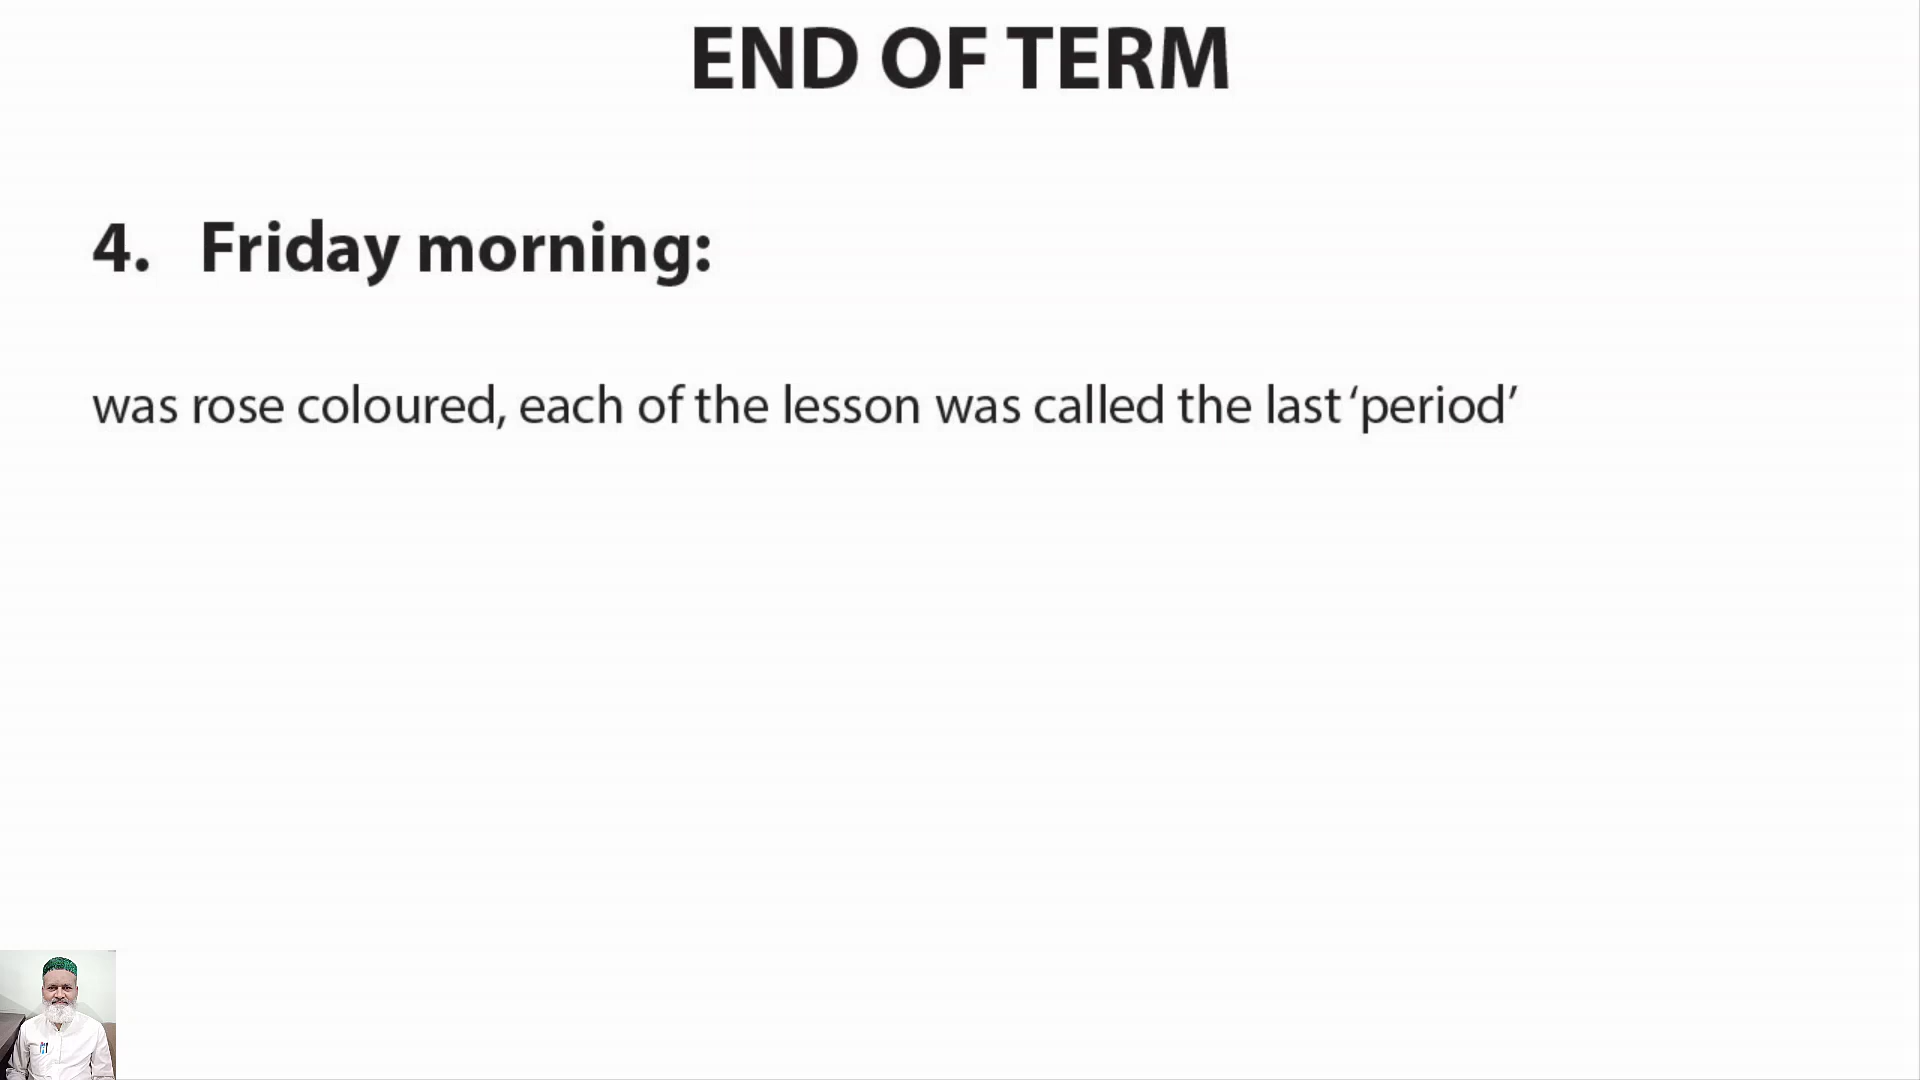 END OF TERM
4. Friday morning:
was rose coloured, each of the lesson was called the last ‘period’